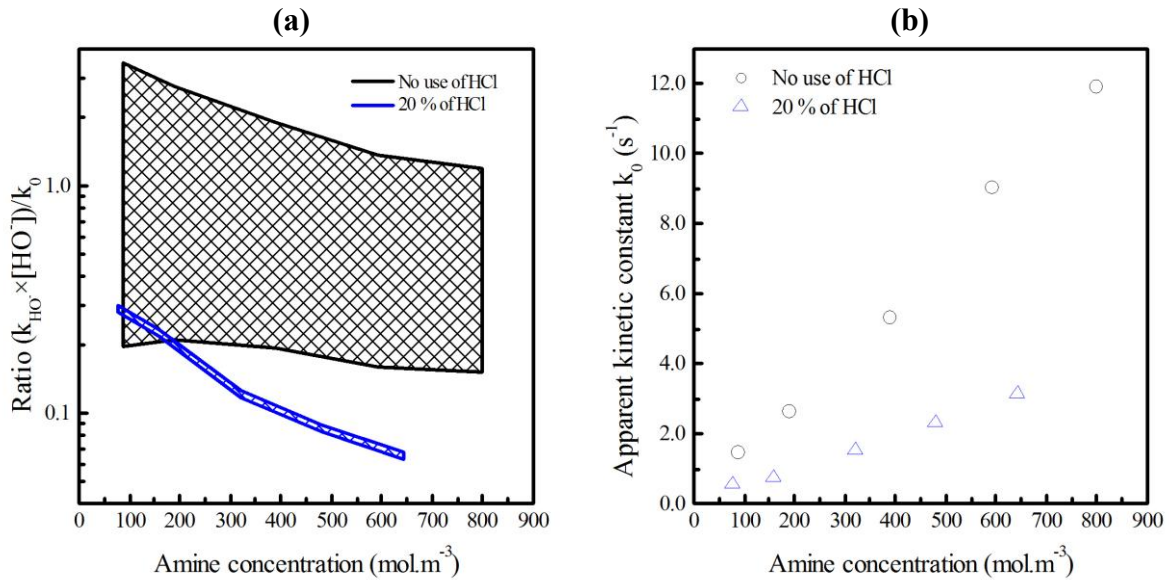 (a)
No use of HCl
20 % of HCl
Ratio (k_HO-×[HO-])/k_0
1.0
0.1
0 100 200 300 400 500 600 700 800 900
Amine concentration (mol.m⁻³)
(b)
No use of HCl
20 % of HCl
Apparent kinetic constant k₀ (s⁻¹)
12.0
10.0
8.0
6.0
4.0
2.0
0.0
0 100 200 300 400 500 600 700 800 900
Amine concentration (mol.m⁻³)